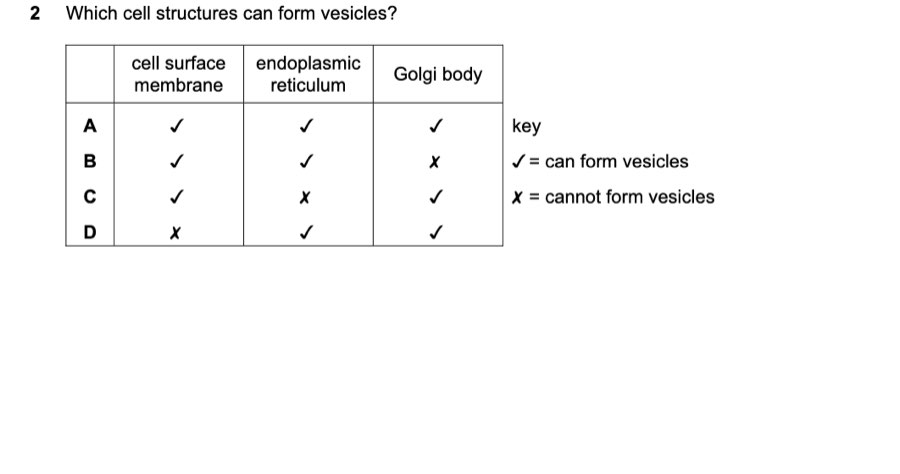 2 Which cell structures can form vesicles?
cell surface membrane endoplasmic reticulum Golgi body
A ✓ ✓ ✓ key
B ✓ ✓ ✗ ✓ = can form vesicles
C ✓ ✗ ✓ ✗ = cannot form vesicles
D ✗ ✓ ✓